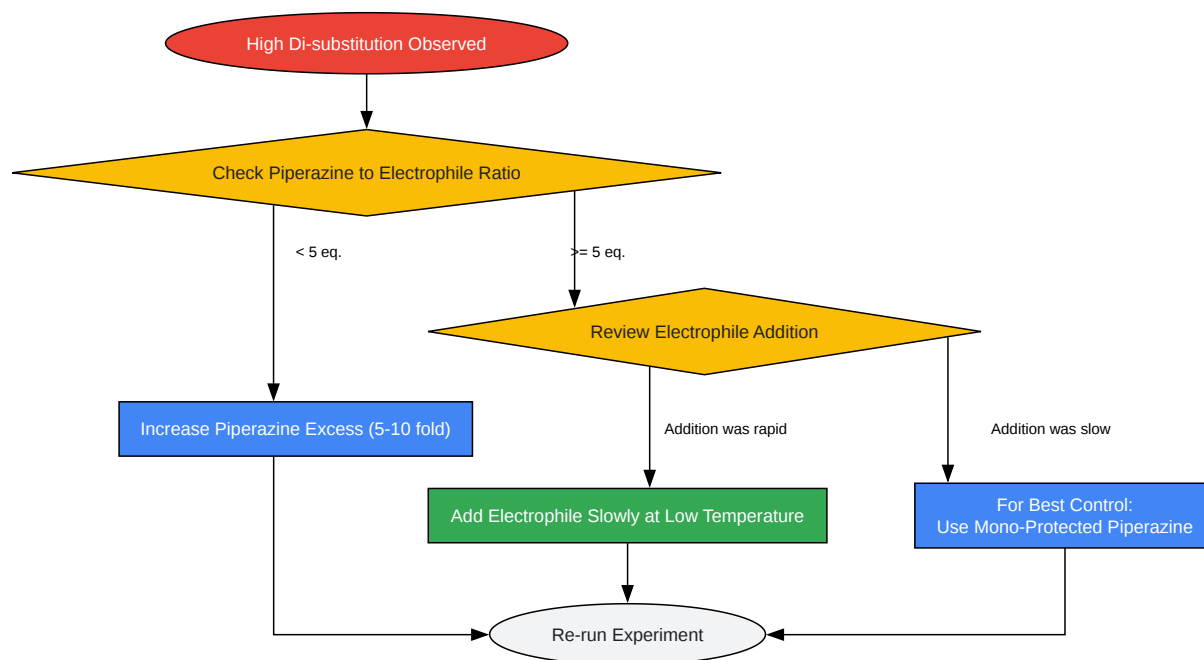 High Di-substitution Observed
Check Piperazine to Electrophile Ratio
< 5 eq.
>= 5 eq.
Review Electrophile Addition
Increase Piperazine Excess (5-10 fold)
Addition was rapid
Addition was slow
Add Electrophile Slowly at Low Temperature
For Best Control:
Use Mono-Protected Piperazine
Re-run Experiment